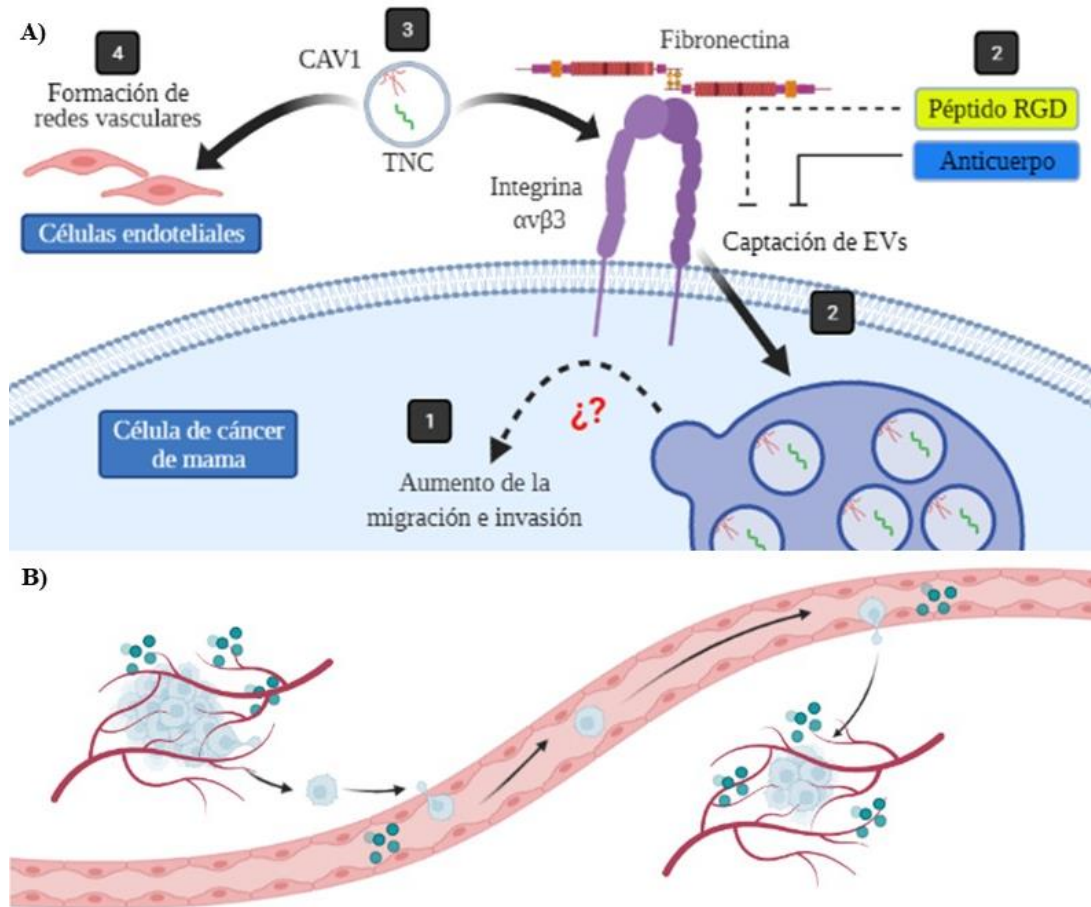 A)
4
Formación de
redes vasculares
Células endoteliales
3
CAV1
TNC
Fibronectina
Integrina
αvβ3
2
Péptido RGD
Anticuerpo
Captación de EVs
2
¿?
1
Célula de cáncer
de mama
Aumento de la
migración e invasión
B)